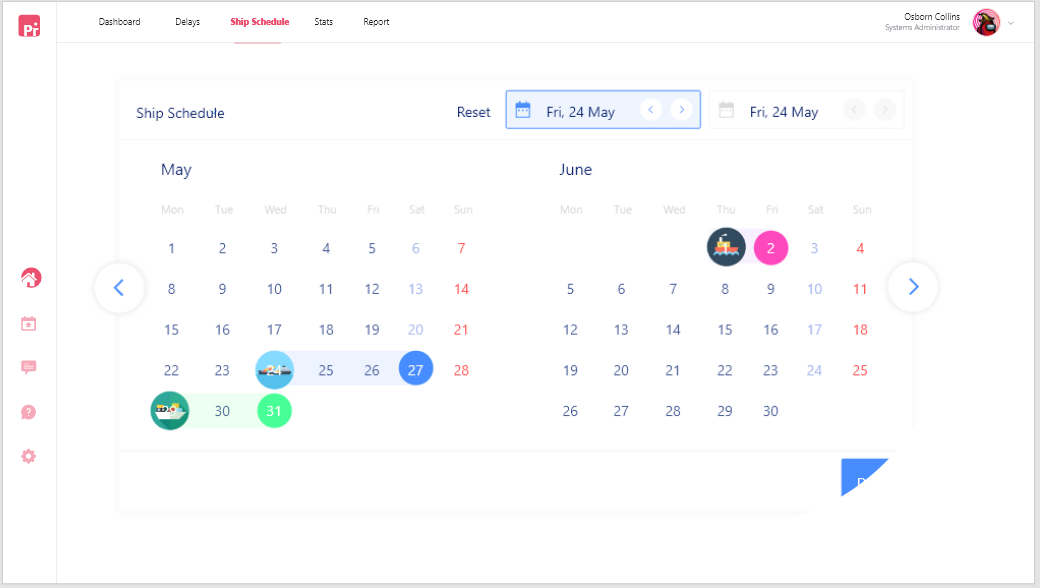 Pi
Dashboard Delays Ship Schedule Stats Report
Osborn Collins
Systems Administrator
Ship Schedule Reset Fri, 24 May Fri, 24 May
May June
Mon Tue Wed Thu Fri Sat Sun Mon Tue Wed Thu Fri Sat Sun
1 2 3 4 5 6 7 1 2 3 4
8 9 10 11 12 13 14 5 6 7 8 9 10 11
15 16 17 18 19 20 21 12 13 14 15 16 17 18
22 23 24 25 26 27 28 19 20 21 22 23 24 25
30 31 26 27 28 29 30